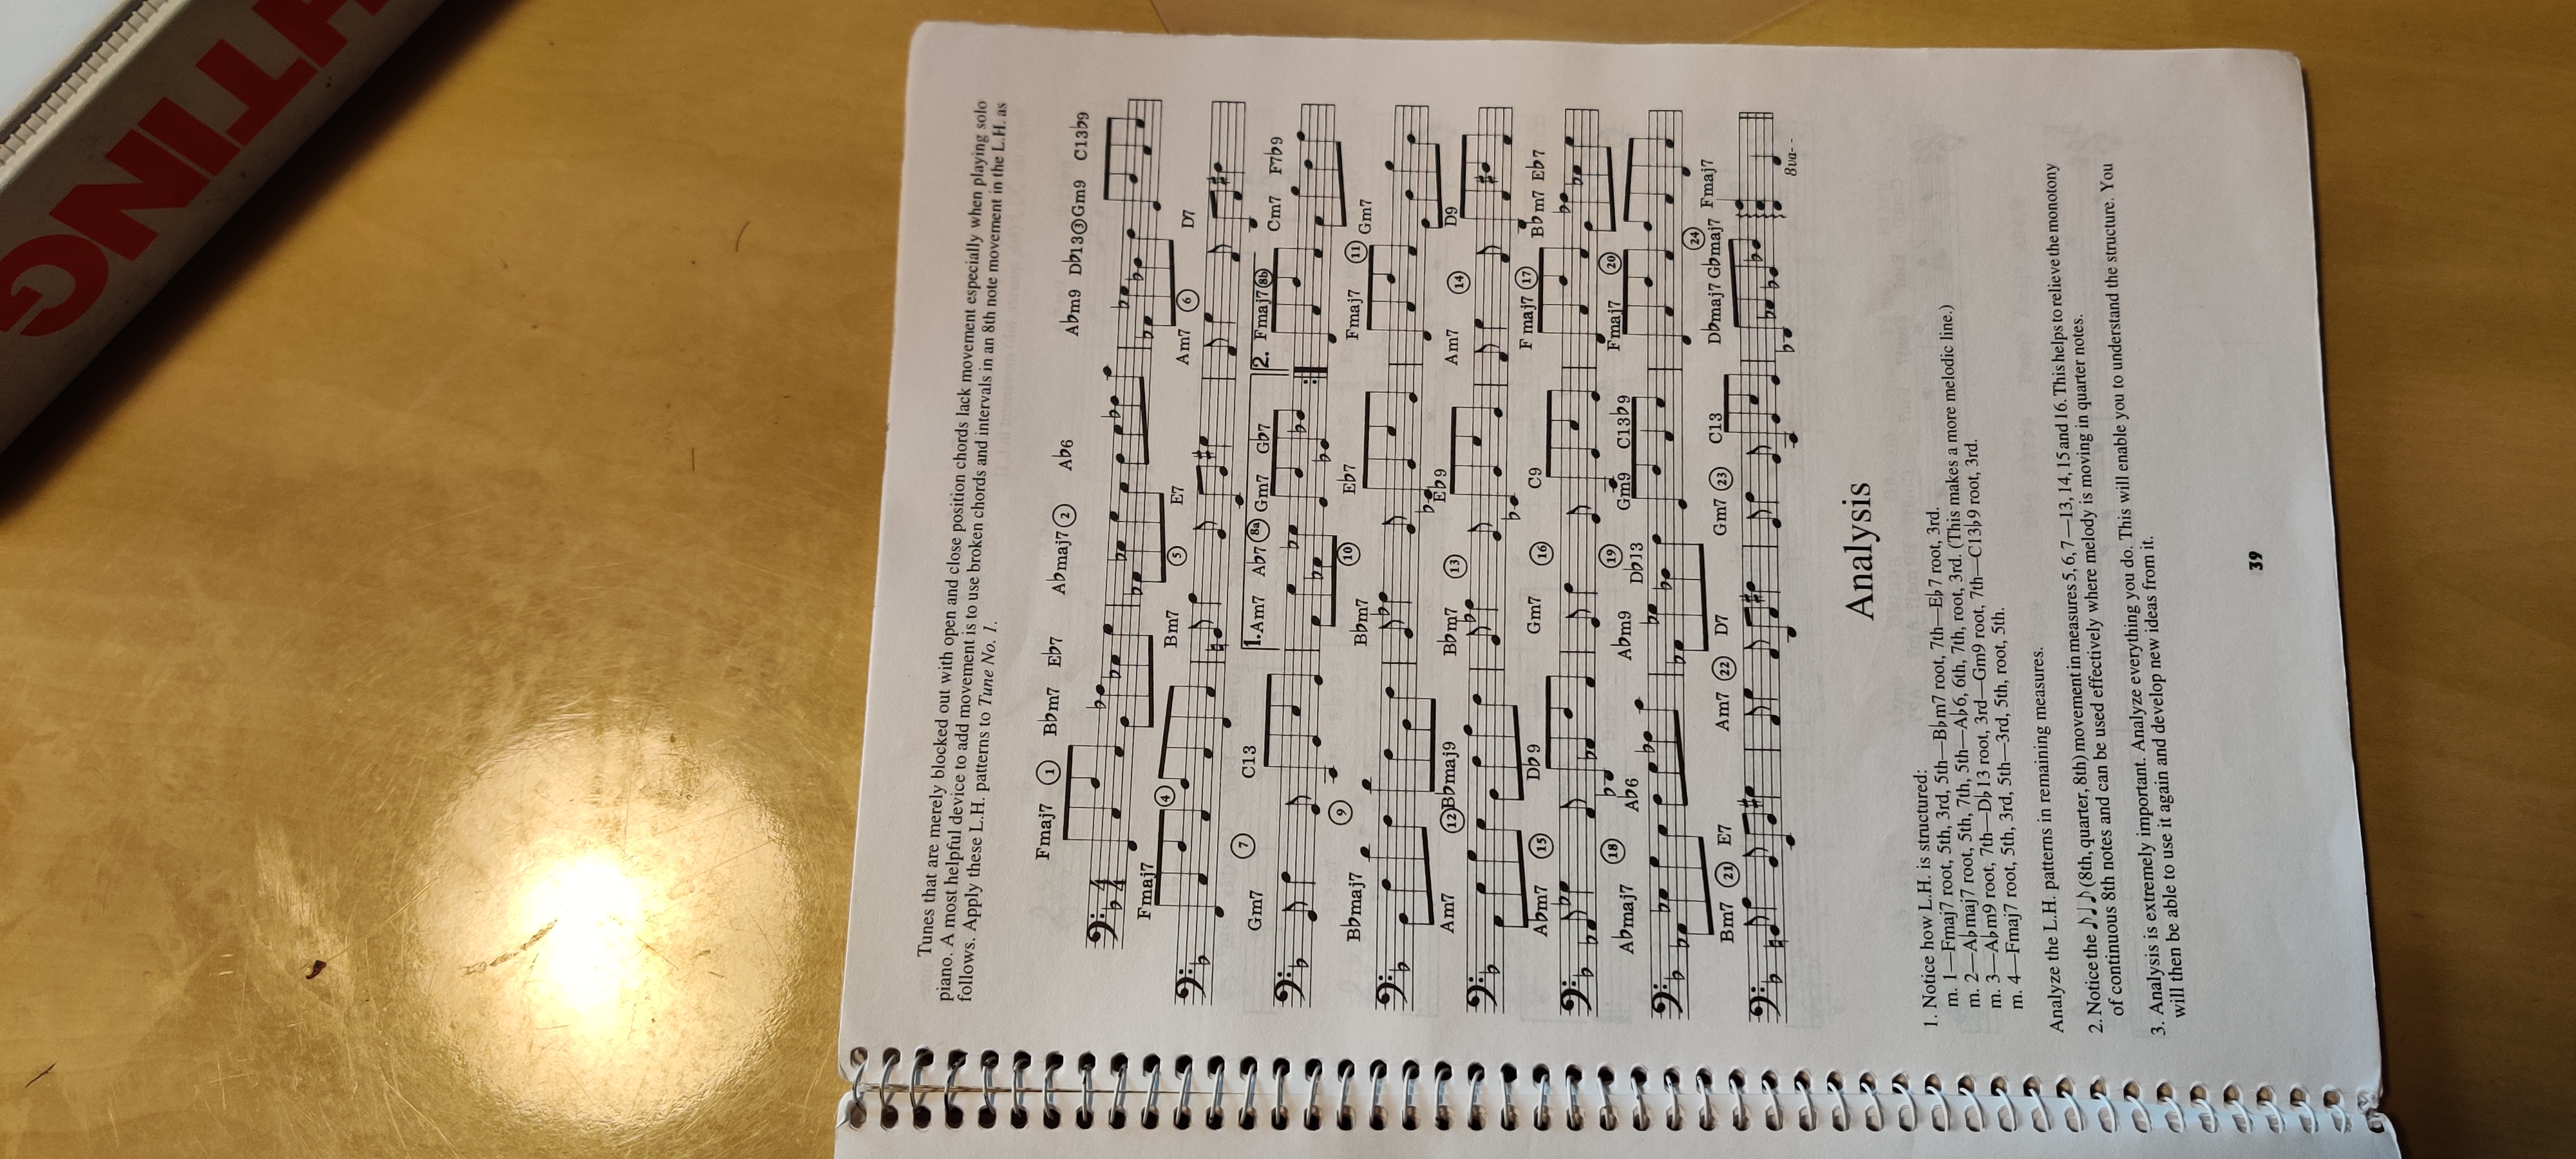 HTING
Tunes that are merely blocked out with open and close position chords lack movement especially when playing solo
piano. A most helpful device to add movement is to use broken chords and intervals in an 8th note movement in the L.H. as
follows. Apply these L.H. patterns to Tune No. 1.
Fmaj7 ① B♭m7 E♭7 A♭maj7 ② A♭6 A♭m9 D♭13 ③ Gm9 C13♭9
Fmaj7 ④ Bm7 ⑤ E7 Am7 ⑥ D7
Gm7 ⑦ C13 1. Am7 A♭7 8a Gm7 G♭7 2. Fmaj7 8b Cm7 F7♭9
B♭maj7 ⑨ B♭m7 ⑩ E♭7 Fmaj7 ⑪ Gm7
Am7 ⑫ B♭maj9 B♭m7 ⑬ E♭9 Am7 ⑭ D9
A♭m7 ⑮ D♭9 Gm7 ⑯ C9 Fmaj7 ⑰ B♭m7 E♭7
A♭maj7 ⑱ A♭6 A♭m9 ⑲ D♭13 Gm9 C13♭9 Fmaj7 ⑳
Bm7 ㉑ E7 Am7 ㉒ D7 Gm7 ㉓ C13 D♭maj7 G♭maj7 ㉔ Fmaj7
8va--
Analysis
1. Notice how L.H. is structured:
m. 1—Fmaj7 root, 5th, 3rd, 5th—B♭m7 root, 7th—E♭7 root, 3rd.
m. 2—A♭maj7 root, 5th, 7th, 5th—A♭6, 6th, 7th, root, 3rd. (This makes a more melodic line.)
m. 3—A♭m9 root, 7th—D♭13 root, 3rd—Gm9 root, 7th—C13♭9 root, 3rd.
m. 4—Fmaj7 root, 5th, 3rd, 5th—3rd, 5th, root, 5th.
Analyze the L.H. patterns in remaining measures.
2. Notice the ♪ ♩ ♪ (8th, quarter, 8th) movement in measures 5, 6, 7—13, 14, 15 and 16. This helps to relieve the monotony
of continuous 8th notes and can be used effectively where melody is moving in quarter notes.
3. Analysis is extremely important. Analyze everything you do. This will enable you to understand the structure. You
will then be able to use it again and develop new ideas from it.
39